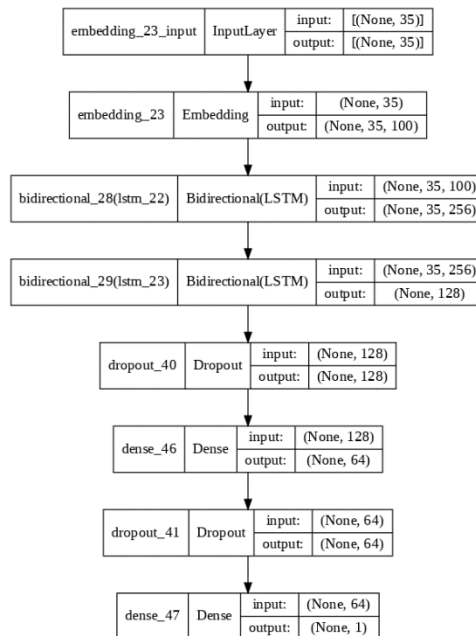 embedding_23_input InputLayer input: [(None, 35)]
output: [(None, 35)]
embedding_23 Embedding input: (None, 35)
output: (None, 35, 100)
bidirectional_28(lstm_22) Bidirectional(LSTM) input: (None, 35, 100)
output: (None, 35, 256)
bidirectional_29(lstm_23) Bidirectional(LSTM) input: (None, 35, 256)
output: (None, 128)
dropout_40 Dropout input: (None, 128)
output: (None, 128)
dense_46 Dense input: (None, 128)
output: (None, 64)
dropout_41 Dropout input: (None, 64)
output: (None, 64)
dense_47 Dense input: (None, 64)
output: (None, 1)